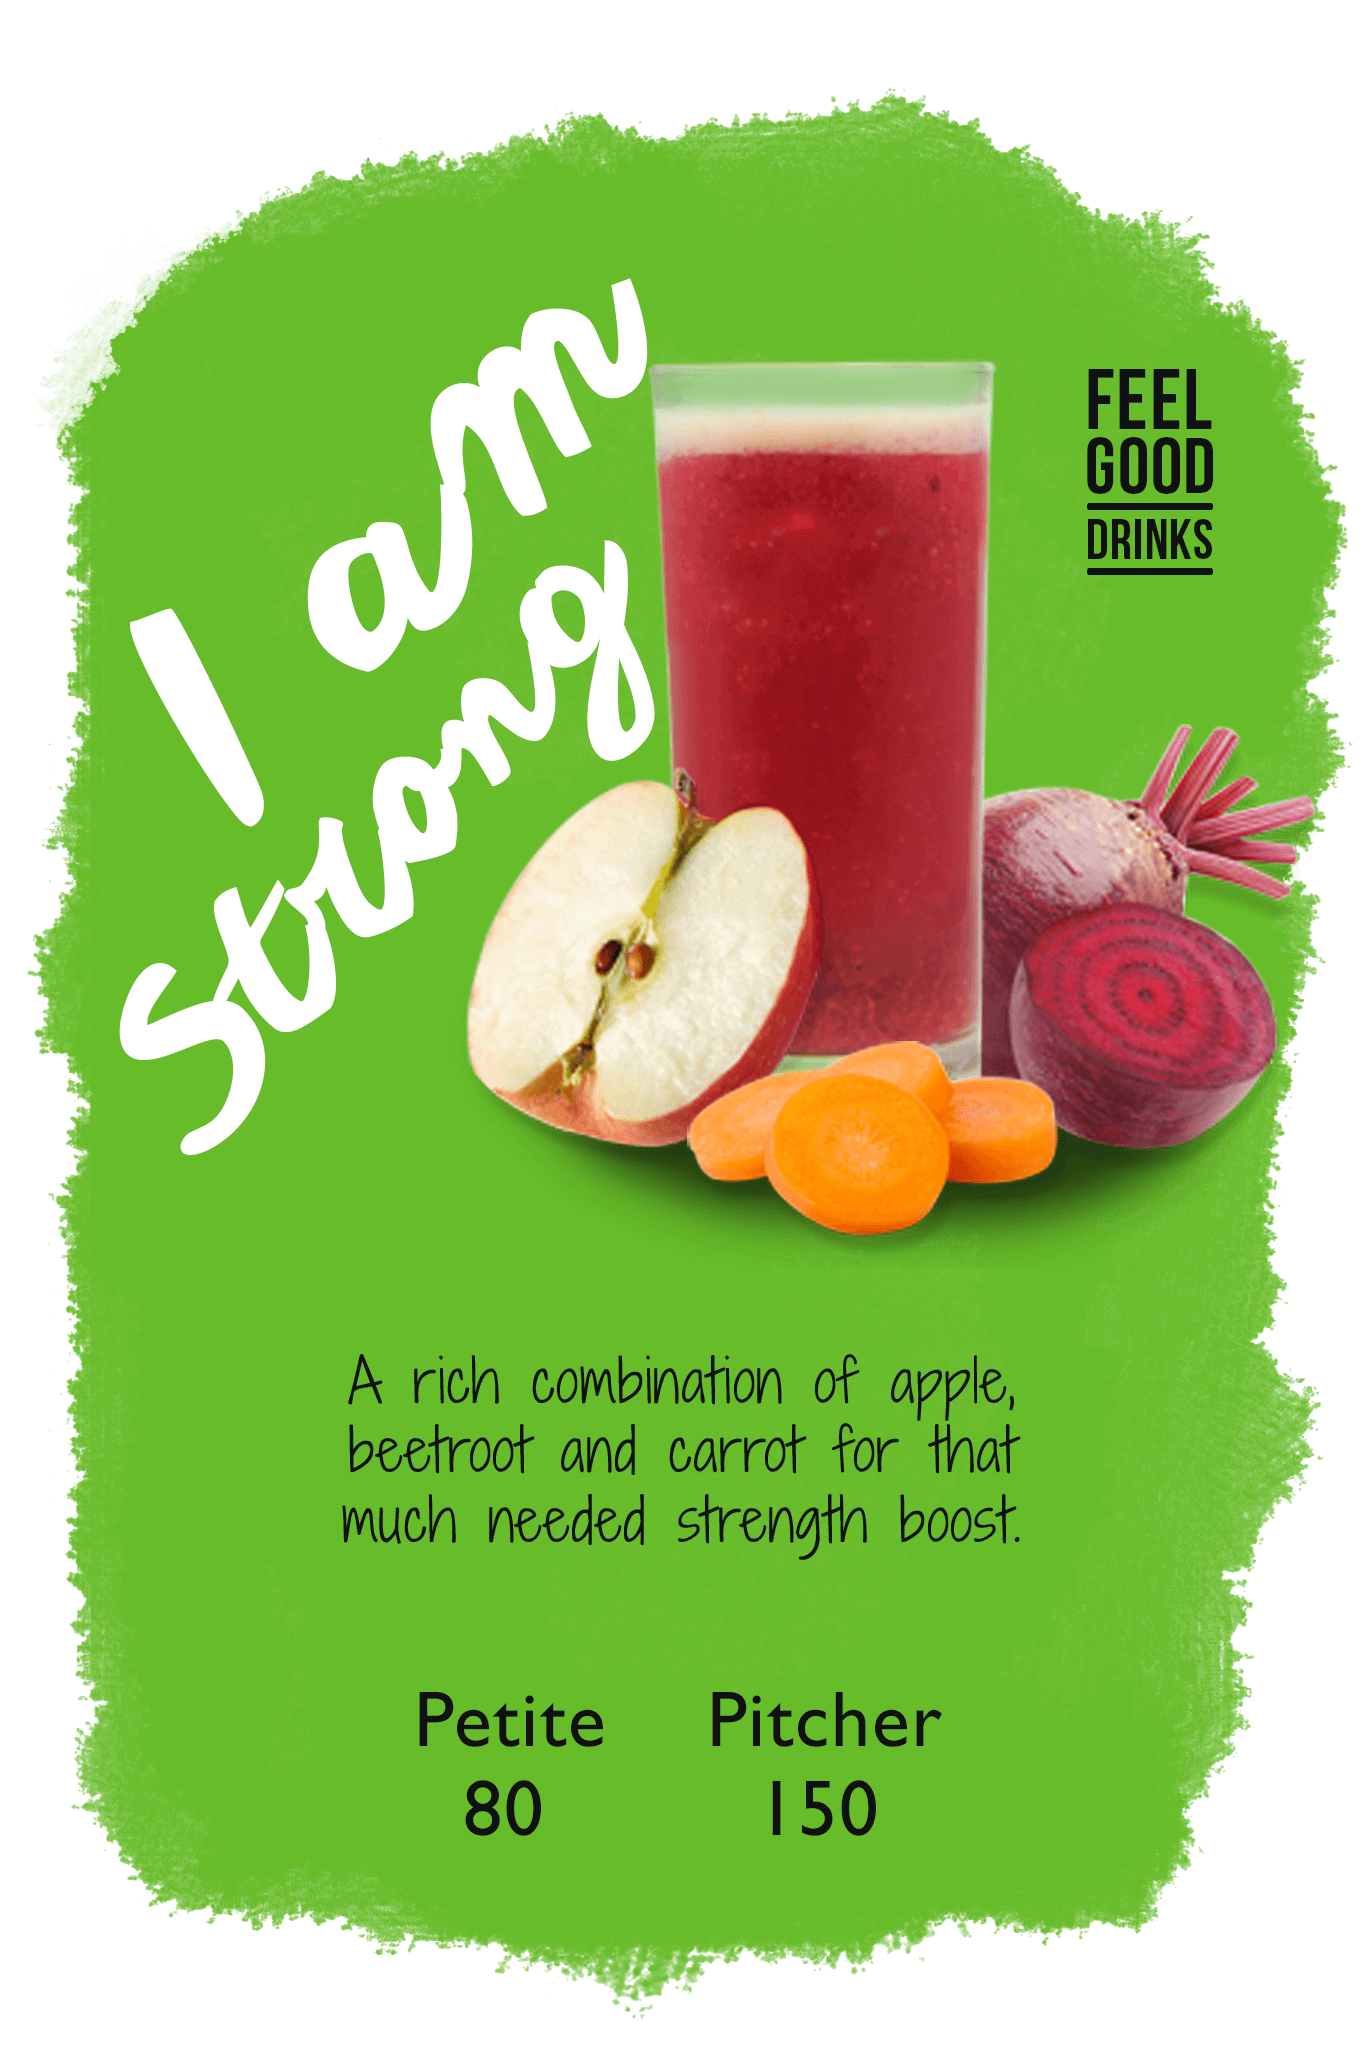 I am
Strong
FEEL
GOOD
DRINKS
A rich combination of apple,
beetroot and carrot for that
much needed strength boost.
Petite Pitcher
80 150